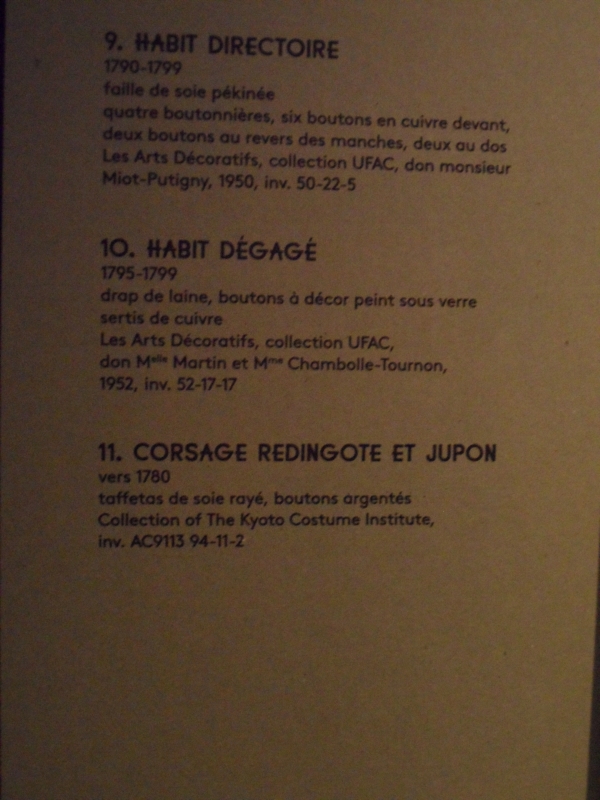 9. HABIT DIRECTOIRE
1790-1799
faille de soie pékinée
quatre boutonnières, six boutons en cuivre devant,
deux boutons au revers des manches, deux au dos
Les Arts Décoratifs, collection UFAC, don monsieur
Miot-Putigny, 1950, inv. 50-22-5
10. HABIT DÉGAGÉ
1795-1799
drap de laine, boutons à décor peint sous verre
sertis de cuivre
Les Arts Décoratifs, collection UFAC,
don Melle Martin et Mme Chambolle-Tournon,
1952, inv. 52-17-17
11. CORSAGE REDINGOTE ET JUPON
vers 1780
taffetas de soie rayé, boutons argentés
Collection of The Kyoto Costume Institute,
inv. AC9113 94-11-2